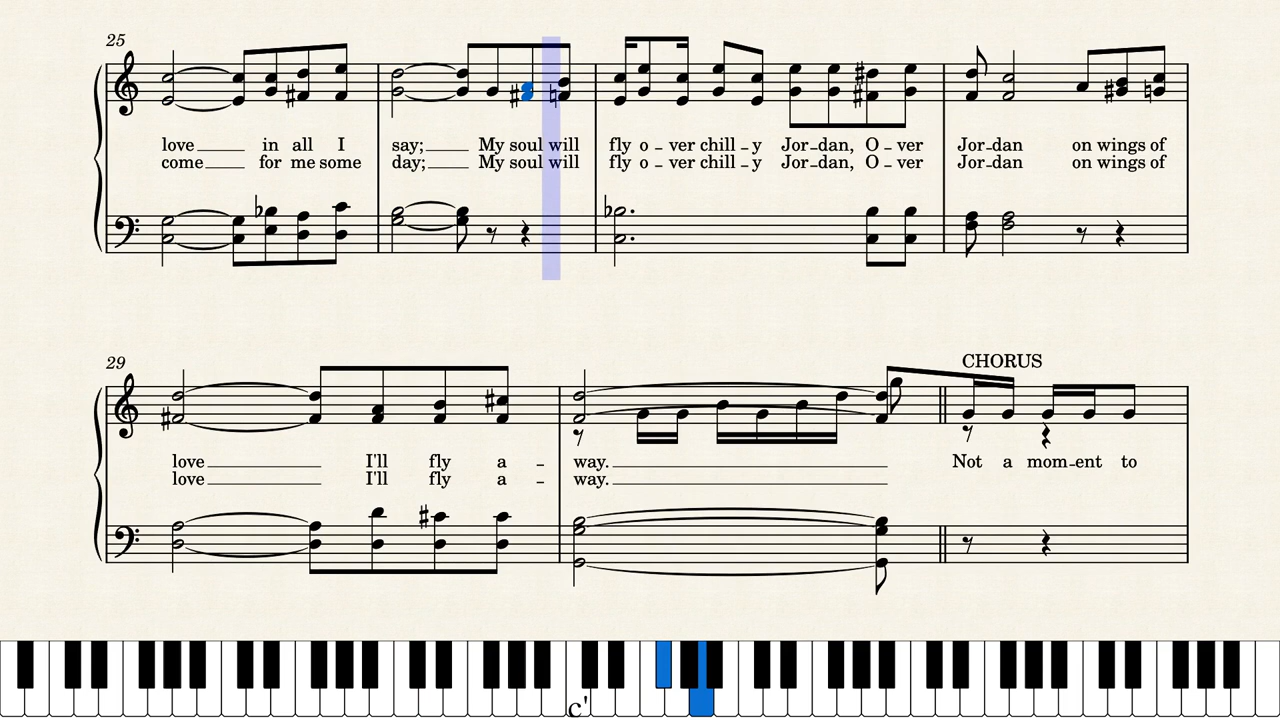 25
love in all I say; My soul will fly o - ver chill - y Jor - dan, O - ver Jor - dan on wings of
come for me some day; My soul will fly o - ver chill - y Jor - dan, O - ver Jor - dan on wings of
29
CHORUS
love I'll fly a - way. Not a mom - ent to
love I'll fly a - way.
c'